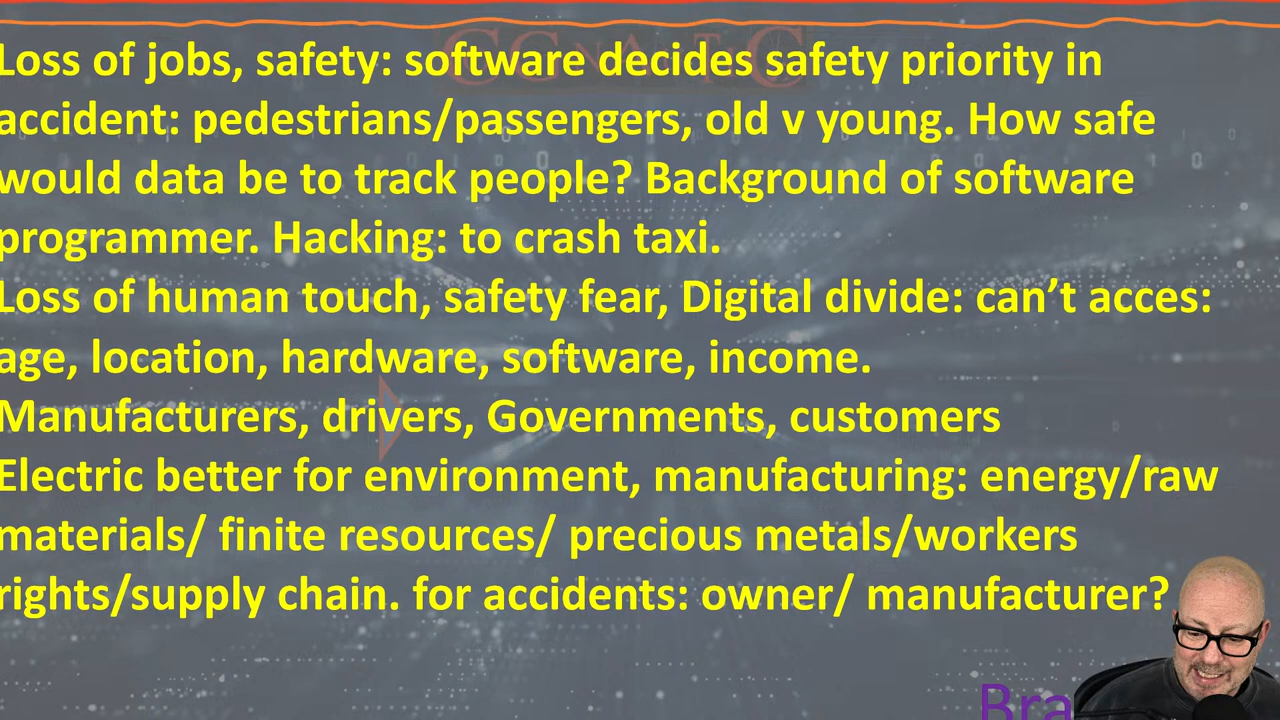 Loss of jobs, safety: software decides safety priority in
accident: pedestrians/passengers, old v young. How safe
would data be to track people? Background of software
programmer. Hacking: to crash taxi.
Loss of human touch, safety fear, Digital divide: can’t acces:
age, location, hardware, software, income.
Manufacturers, drivers, Governments, customers
Electric better for environment, manufacturing: energy/raw
materials/ finite resources/ precious metals/workers
rights/supply chain. for accidents: owner/ manufacturer?
Bra